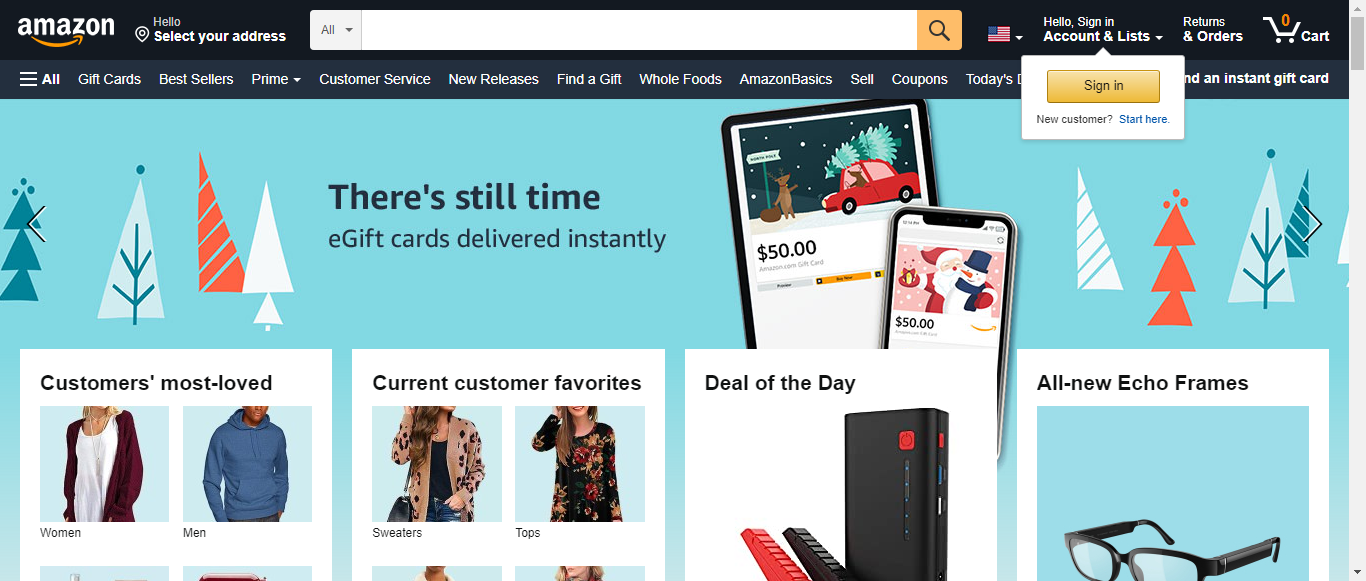 amazon
Hello
Select your address
All
Hello, Sign in
Account & Lists
Returns
& Orders
0
Cart
All
Gift Cards
Best Sellers
Prime
Customer Service
New Releases
Find a Gift
Whole Foods
AmazonBasics
Sell
Coupons
Today's D
nd an instant gift card
Sign in
New customer? Start here.
There's still time
eGift cards delivered instantly
NORTH POLE
$50.00
Amazon.com Gift Card
Preview
Buy Now
$50.00
Customers' most-loved
Current customer favorites
Deal of the Day
All-new Echo Frames
Women
Men
Sweaters
Tops